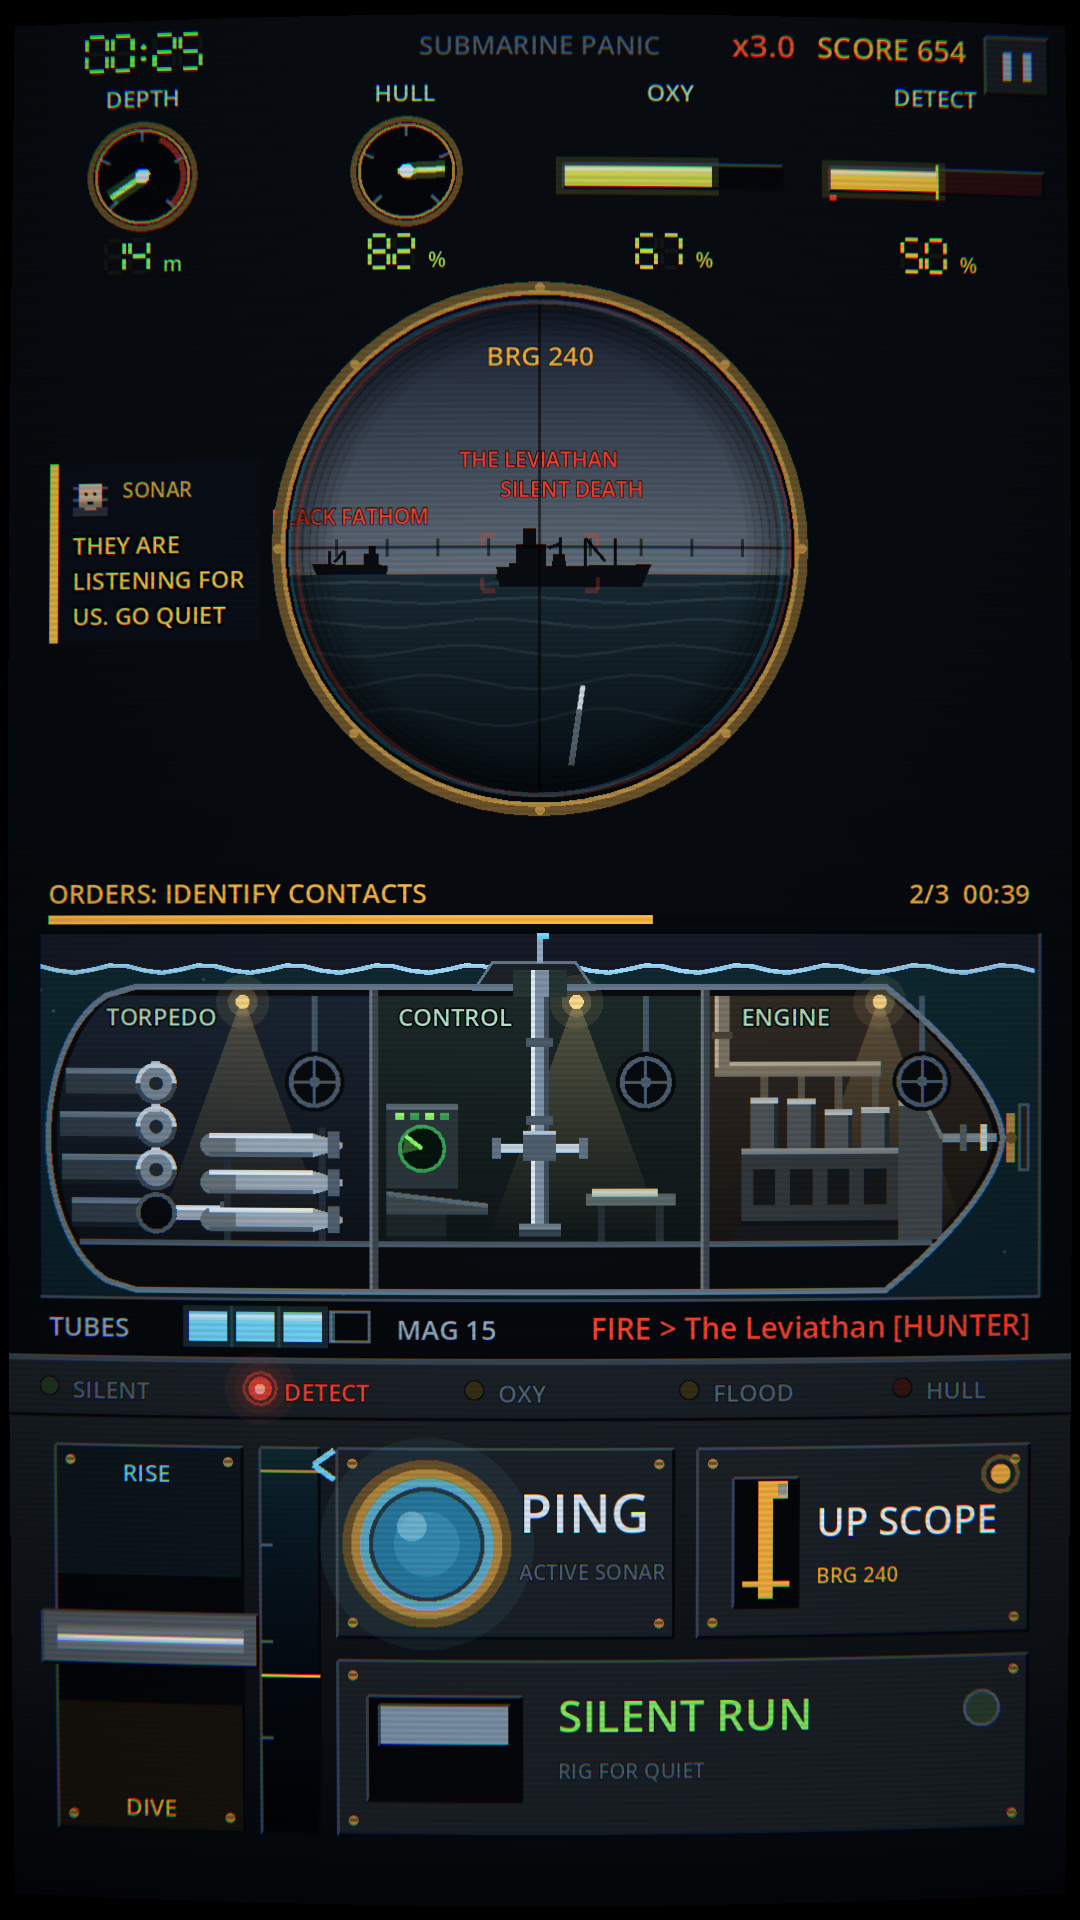 00:25
SUBMARINE PANIC
x3.0 SCORE 654
DEPTH
HULL
OXY
DETECT
14 m
82 %
67 %
50 %
BRG 240
THE LEVIATHAN
SILENT DEATH
ACK FATHOM
SONAR
THEY ARE
LISTENING FOR
US. GO QUIET
ORDERS: IDENTIFY CONTACTS
2/3 00:39
TORPEDO
CONTROL
ENGINE
TUBES
MAG 15
FIRE > The Leviathan [HUNTER]
SILENT
DETECT
OXY
FLOOD
HULL
RISE
PING
ACTIVE SONAR
UP SCOPE
BRG 240
SILENT RUN
RIG FOR QUIET
DIVE